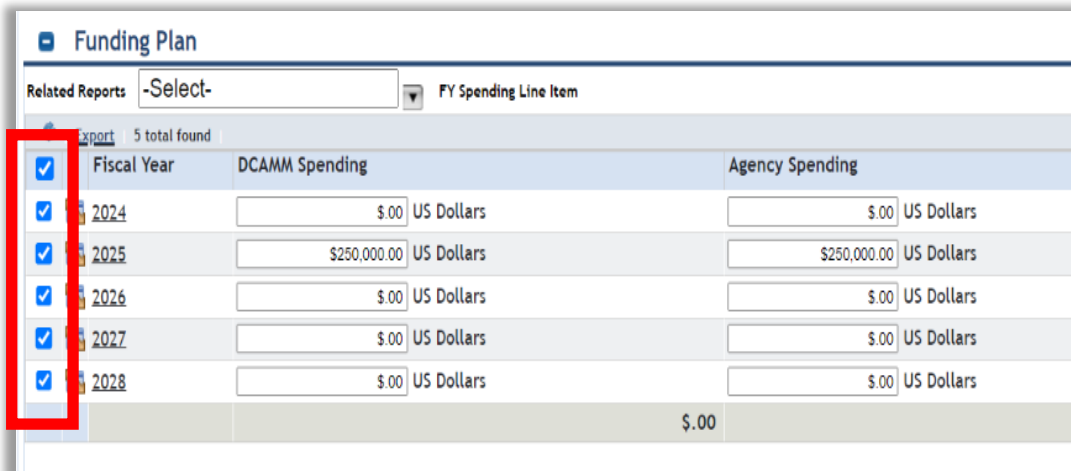 Funding Plan
Related Reports -Select- FY Spending Line Item
Export 5 total found
Fiscal Year DCAMM Spending Agency Spending
2024 $.00 US Dollars $.00 US Dollars
2025 $250,000.00 US Dollars $250,000.00 US Dollars
2026 $.00 US Dollars $.00 US Dollars
2027 $.00 US Dollars $.00 US Dollars
2028 $.00 US Dollars $.00 US Dollars
$.00